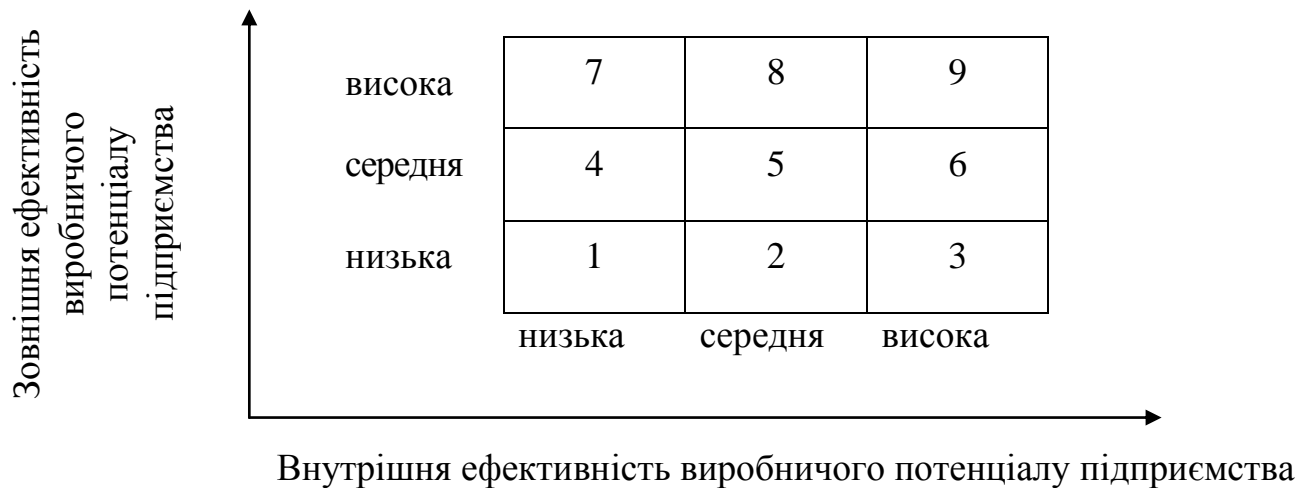 Зовнішня ефективність
виробничого
потенціалу
підприємства
висока 7 8 9
середня 4 5 6
низька 1 2 3
низька середня висока
Внутрішня ефективність виробничого потенціалу підприємства